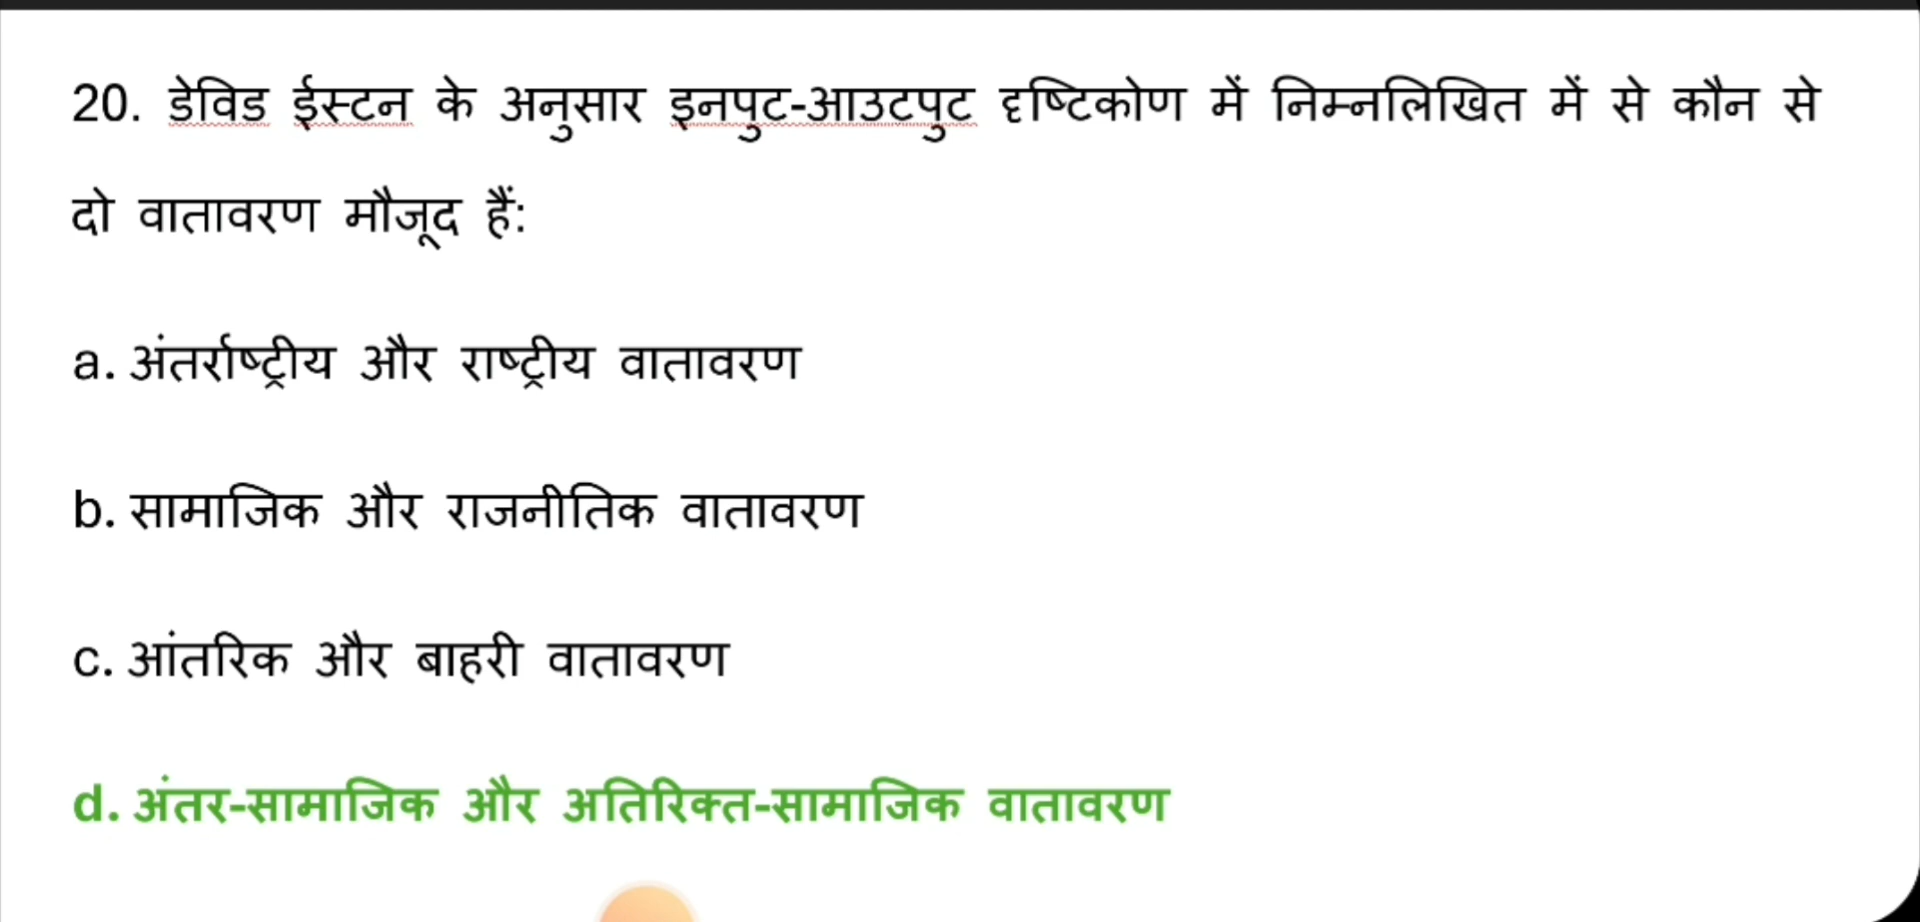 20. डेविड ईस्टन के अनुसार इनपुट-आउटपुट दृष्टिकोण में निम्नलिखित में से कौन से
दो वातावरण मौजूद हैं:
a. अंतर्राष्ट्रीय और राष्ट्रीय वातावरण
b. सामाजिक और राजनीतिक वातावरण
c. आंतरिक और बाहरी वातावरण
d. अंतर-सामाजिक और अतिरिक्त-सामाजिक वातावरण